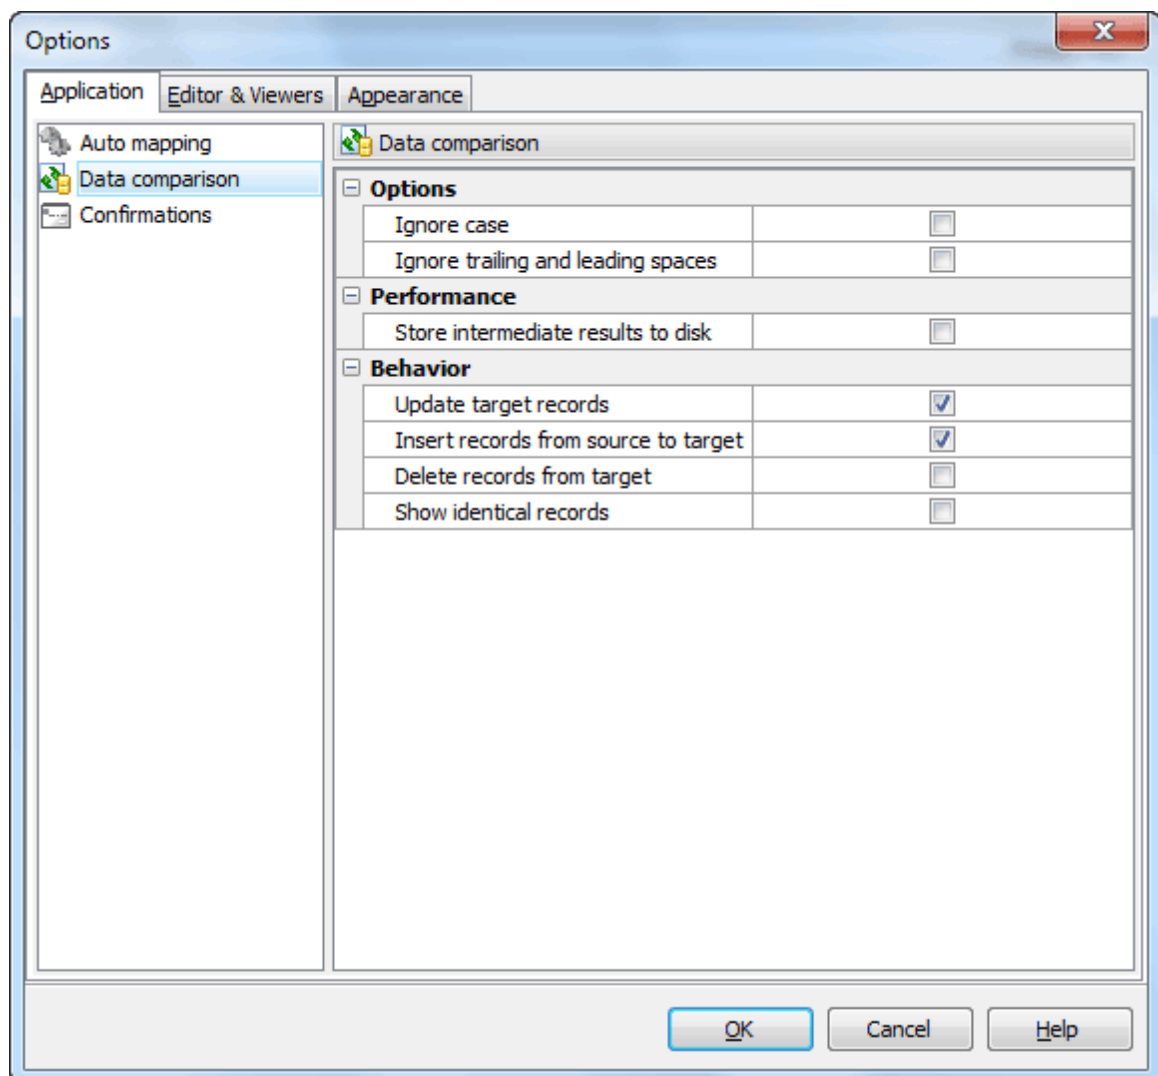 Options
Application
Editor & Viewers
Appearance
Auto mapping
Data comparison
Confirmations
Data comparison
Options
Ignore case
Ignore trailing and leading spaces
Performance
Store intermediate results to disk
Behavior
Update target records
Insert records from source to target
Delete records from target
Show identical records
OK
Cancel
Help